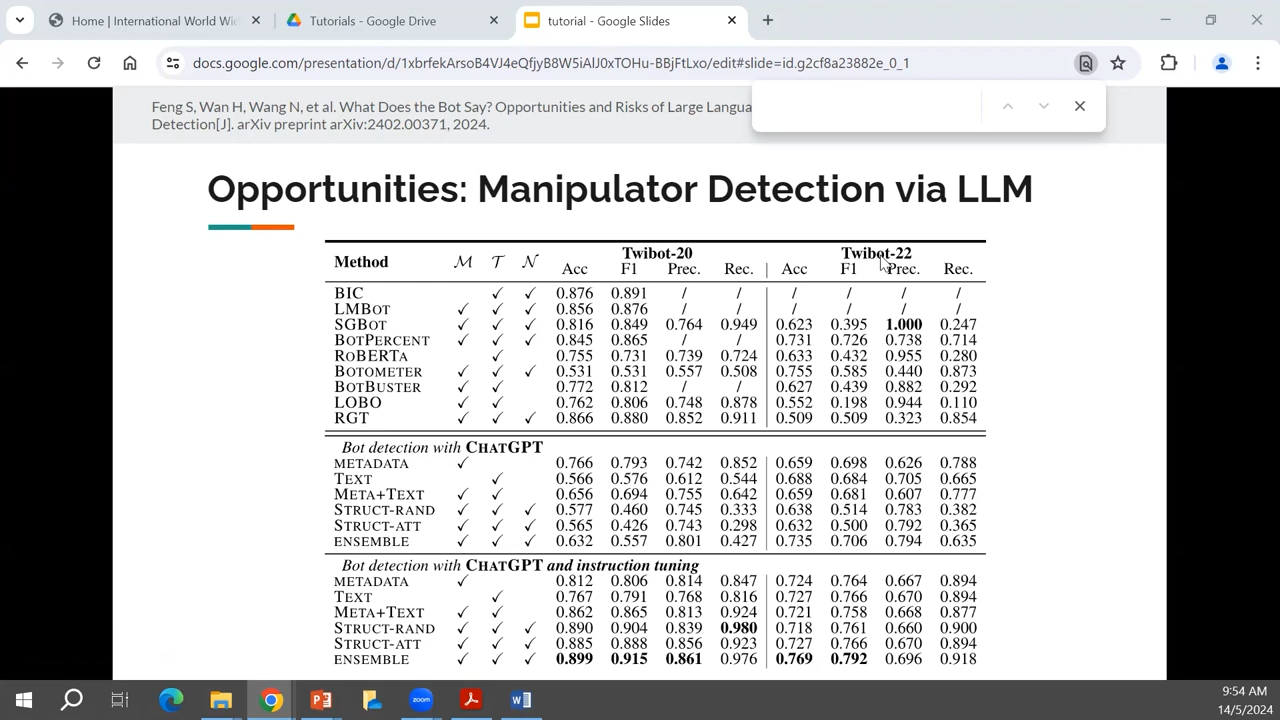 Home | International World Wi
Tutorials - Google Drive
tutorial - Google Slides
docs.google.com/presentation/d/1xbrfekArsoB4VJ4eQfjyB8W5iAlJ0xTOHu-BBjFtLxo/edit#slide=id.g2cf8a23882e_0_1
Feng S, Wan H, Wang N, et al. What Does the Bot Say? Opportunities and Risks of Large Langua
Detection[J]. arXiv preprint arXiv:2402.00371, 2024.
Opportunities: Manipulator Detection via LLM
Method M T N Twibot-20 Twibot-22
Acc F1 Prec. Rec. | Acc F1 Prec. Rec.
BIC ✓ ✓ 0.876 0.891 / / / / / /
LMBOT ✓ ✓ ✓ 0.856 0.876 / / / / / /
SGBOT ✓ ✓ ✓ 0.816 0.849 0.764 0.949 0.623 0.395 1.000 0.247
BOTPERCENT ✓ ✓ ✓ 0.845 0.865 / / 0.731 0.726 0.738 0.714
ROBERTA ✓ 0.755 0.731 0.739 0.724 0.633 0.432 0.955 0.280
BOTOMETER ✓ ✓ ✓ 0.531 0.531 0.557 0.508 0.755 0.585 0.440 0.873
BOTBUSTER ✓ ✓ 0.772 0.812 / / 0.627 0.439 0.882 0.292
LOBO ✓ ✓ 0.762 0.806 0.748 0.878 0.552 0.198 0.944 0.110
RGT ✓ ✓ ✓ 0.866 0.880 0.852 0.911 0.509 0.509 0.323 0.854
Bot detection with CHATGPT
METADATA ✓ 0.766 0.793 0.742 0.852 0.659 0.698 0.626 0.788
TEXT ✓ 0.566 0.576 0.612 0.544 0.688 0.684 0.705 0.665
META+TEXT ✓ ✓ 0.656 0.694 0.755 0.642 0.659 0.681 0.607 0.777
STRUCT-RAND ✓ ✓ ✓ 0.577 0.460 0.745 0.333 0.638 0.514 0.783 0.382
STRUCT-ATT ✓ ✓ ✓ 0.565 0.426 0.743 0.298 0.632 0.500 0.792 0.365
ENSEMBLE ✓ ✓ ✓ 0.632 0.557 0.801 0.427 0.735 0.706 0.794 0.635
Bot detection with CHATGPT and instruction tuning
METADATA ✓ 0.812 0.806 0.814 0.847 0.724 0.764 0.667 0.894
TEXT ✓ 0.767 0.791 0.768 0.816 0.727 0.766 0.670 0.894
META+TEXT ✓ ✓ 0.862 0.865 0.813 0.924 0.721 0.758 0.668 0.877
STRUCT-RAND ✓ ✓ ✓ 0.890 0.904 0.839 0.980 0.718 0.761 0.660 0.900
STRUCT-ATT ✓ ✓ ✓ 0.885 0.888 0.856 0.923 0.727 0.766 0.670 0.894
ENSEMBLE ✓ ✓ ✓ 0.899 0.915 0.861 0.976 0.769 0.792 0.696 0.918
zoom
9:54 AM
14/5/2024